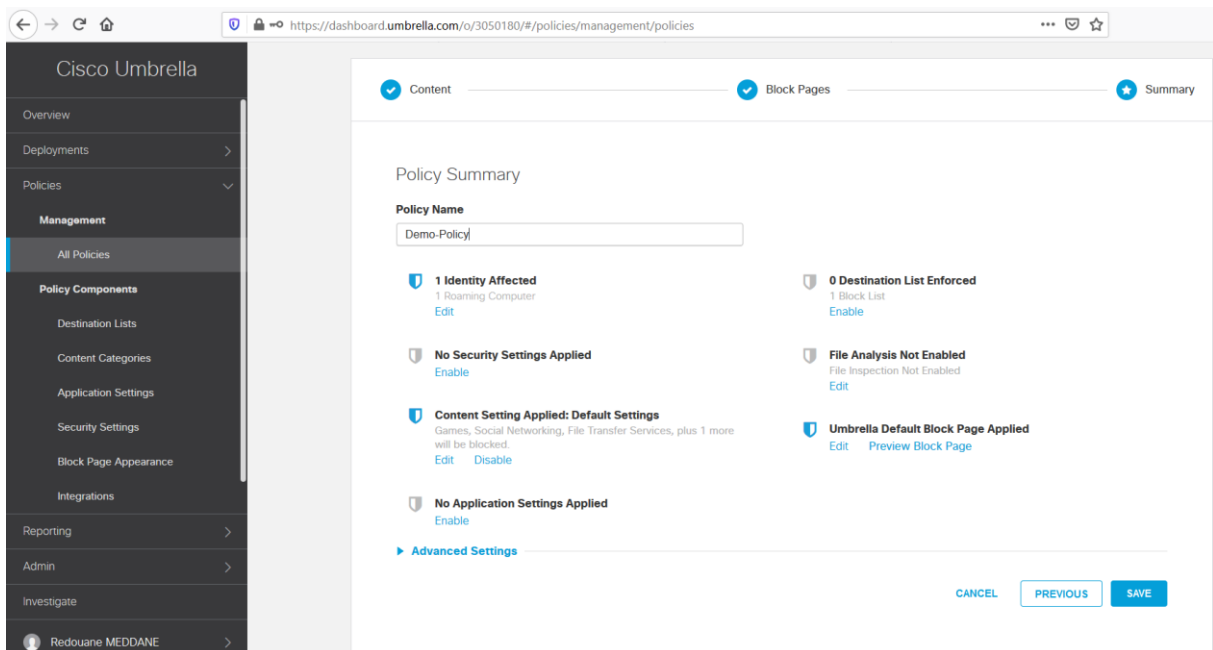 https://dashboard.umbrella.com/o/3050180/#/policies/management/policies
Cisco Umbrella
Overview
Deployments
Policies
Management
All Policies
Policy Components
Destination Lists
Content Categories
Application Settings
Security Settings
Block Page Appearance
Integrations
Reporting
Admin
Investigate
Redouane MEDDANE
Content
Block Pages
Summary
Policy Summary
Policy Name
Demo-Policy
1 Identity Affected
1 Roaming Computer
Edit
0 Destination List Enforced
1 Block List
Enable
No Security Settings Applied
Enable
File Analysis Not Enabled
File Inspection Not Enabled
Edit
Content Setting Applied: Default Settings
Games, Social Networking, File Transfer Services, plus 1 more
will be blocked.
Edit Disable
Umbrella Default Block Page Applied
Edit Preview Block Page
No Application Settings Applied
Enable
Advanced Settings
CANCEL
PREVIOUS
SAVE